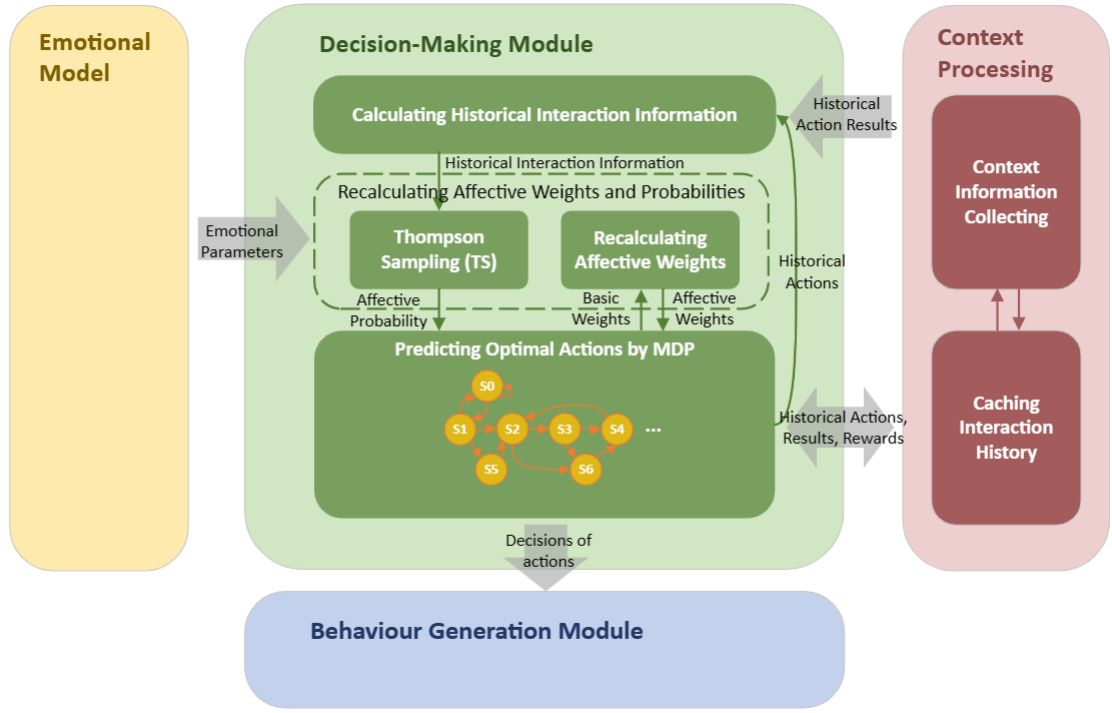 Emotional
Model
Decision-Making Module
Context
Processing
Calculating Historical Interaction Information
Historical
Action Results
Historical Interaction Information
Recalculating Affective Weights and Probabilities
Thompson
Sampling (TS)
Recalculating
Affective Weights
Emotional
Parameters
Context
Information
Collecting
Historical
Actions
Affective
Probability
Basic
Weights
Affective
Weights
Predicting Optimal Actions by MDP
S0
S1
S2
S3
S4
...
S5
S6
Historical Actions,
Results, Rewards
Caching
Interaction
History
Decisions of
actions
Behaviour Generation Module